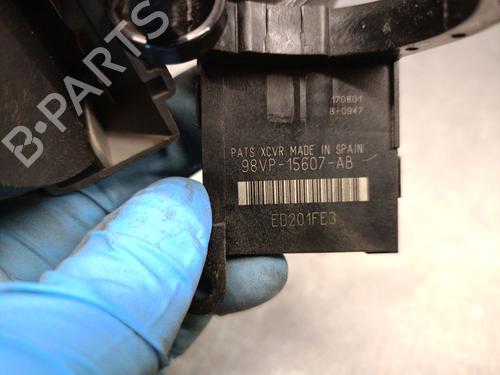 B-PARTS
170801
8-0947
PATS XCVR MADE IN SPAIN
98VP-15607-AB
ED201FE3